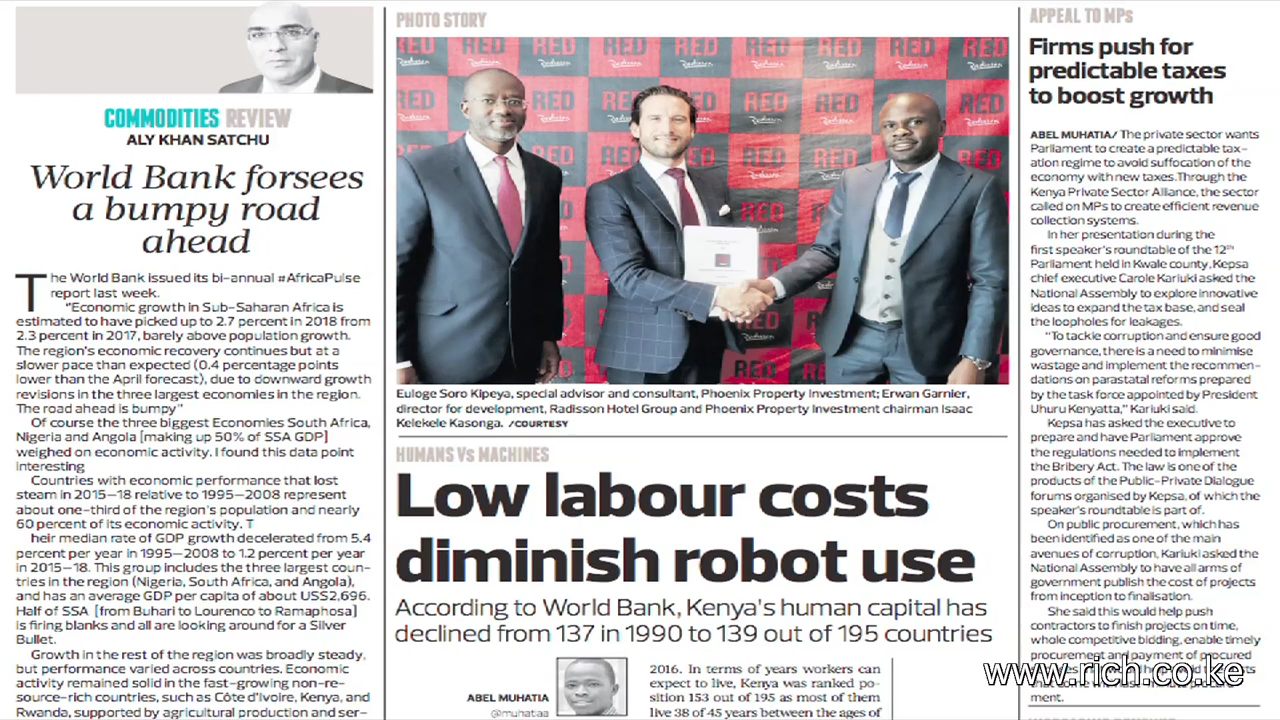 COMMODITIES REVIEW
ALY KHAN SATCHU
World Bank forsees
a bumpy road
ahead
The World Bank issued its bi-annual #AfricaPulse
report last week.
"Economic growth in Sub-Saharan Africa is
estimated to have picked up to 2.7 percent in 2018 from
2.3 percent in 2017, barely above population growth.
The region's economic recovery continues but at a
slower pace than expected (0.4 percentage points
lower than the April forecast), due to downward growth
revisions in the three largest economies in the region.
The road ahead is bumpy"
Of course the three biggest Economies South Africa,
Nigeria and Angola [making up 50% of SSA GDP]
weighed on economic activity. I found this data point
interesting
Countries with economic performance that lost
steam in 2015–18 relative to 1995–2008 represent
about one-third of the region's population and nearly
60 percent of its economic activity. T
heir median rate of GDP growth decelerated from 5.4
percent per year in 1995–2008 to 1.2 percent per year
in 2015–18. This group includes the three largest coun-
tries in the region (Nigeria, South Africa, and Angola),
and has an average GDP per capita of about US$2,696.
Half of SSA [from Buhari to Lourenco to Ramaphosa]
is firing blanks and all are looking around for a Silver
Bullet.
Growth in the rest of the region was broadly steady,
but performance varied across countries. Economic
activity remained solid in the fast-growing non-re-
source-rich countries, such as Côte d'Ivoire, Kenya, and
Rwanda, supported by agricultural production and ser-
PHOTO STORY
RED RED RED RED RED
Radisson
Euloge Soro Kipeya, special advisor and consultant, Phoenix Property Investment; Erwan Garnier,
director for development, Radisson Hotel Group and Phoenix Property Investment chairman Isaac
Kelekele Kasonga. /COURTESY
HUMANS Vs MACHINES
Low labour costs
diminish robot use
According to World Bank, Kenya's human capital has
declined from 137 in 1990 to 139 out of 195 countries
ABEL MUHATIA
@muhatiaa
2016. In terms of years workers can
expect to live, Kenya was ranked po-
sition 153 out of 195 as most of them
live 38 of 45 years between the ages of
APPEAL TO MPs
Firms push for
predictable taxes
to boost growth
ABEL MUHATIA/ The private sector wants
Parliament to create a predictable tax-
ation regime to avoid suffocation of the
economy with new taxes.Through the
Kenya Private Sector Alliance, the sector
called on MPs to create efficient revenue
collection systems.
In her presentation during the
first speaker's roundtable of the 12th
Parliament held in Kwale county, Kepsa
chief executive Carole Kariuki asked the
National Assembly to explore innovative
ideas to expand the tax base, and seal
the loopholes for leakages.
"To tackle corruption and ensure good
governance, there is a need to minimise
wastage and implement the recommen-
dations on parastatal reforms prepared
by the task force appointed by President
Uhuru Kenyatta," Kariuki said.
Kepsa has asked the executive to
prepare and have Parliament approve
the regulations needed to implement
the Bribery Act. The law is one of the
products of the Public-Private Dialogue
forums organised by Kepsa, of which the
speaker's roundtable is part of.
On public procurement, which has
been identified as one of the main
avenues of corruption, Kariuki asked the
National Assembly to have all arms of
government publish the cost of projects
from inception to finalisation.
She said this would help push
contractors to finish projects on time,
whole competitive bidding, enable timely
procurement and payment of procured
ment.
www.rich.co.ke